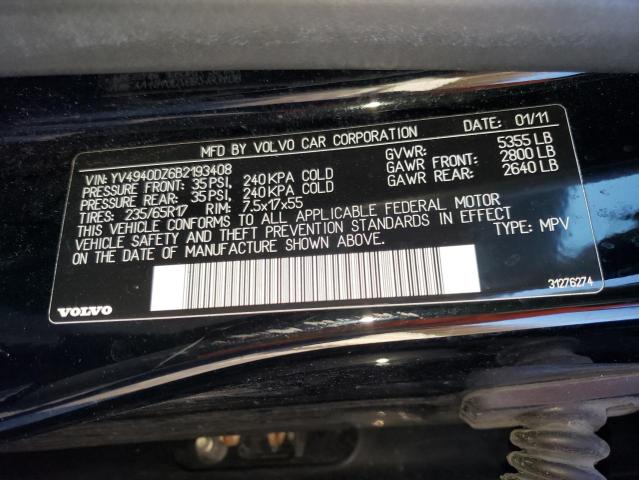 MFD BY VOLVO CAR CORPORATION DATE: 01/11
VIN: YV4940DZ6B2193408 GVWR: 5355 LB
PRESSURE FRONT: 35 PSI, 240 KPA COLD GAWR FRONT: 2800 LB
PRESSURE REAR: 35 PSI, 240 KPA COLD GAWR REAR: 2640 LB
TIRES: 235/65R17 RIM: 7,5x17x55
THIS VEHICLE CONFORMS TO ALL APPLICABLE FEDERAL MOTOR
VEHICLE SAFETY AND THEFT PREVENTION STANDARDS IN EFFECT
ON THE DATE OF MANUFACTURE SHOWN ABOVE. TYPE: MPV
VOLVO 31276274